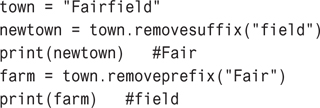 town = "Fairfield"
newtown = town.removesuffix("field")
print(newtown)   #Fair
farm = town.removeprefix("Fair")
print(farm)   #field